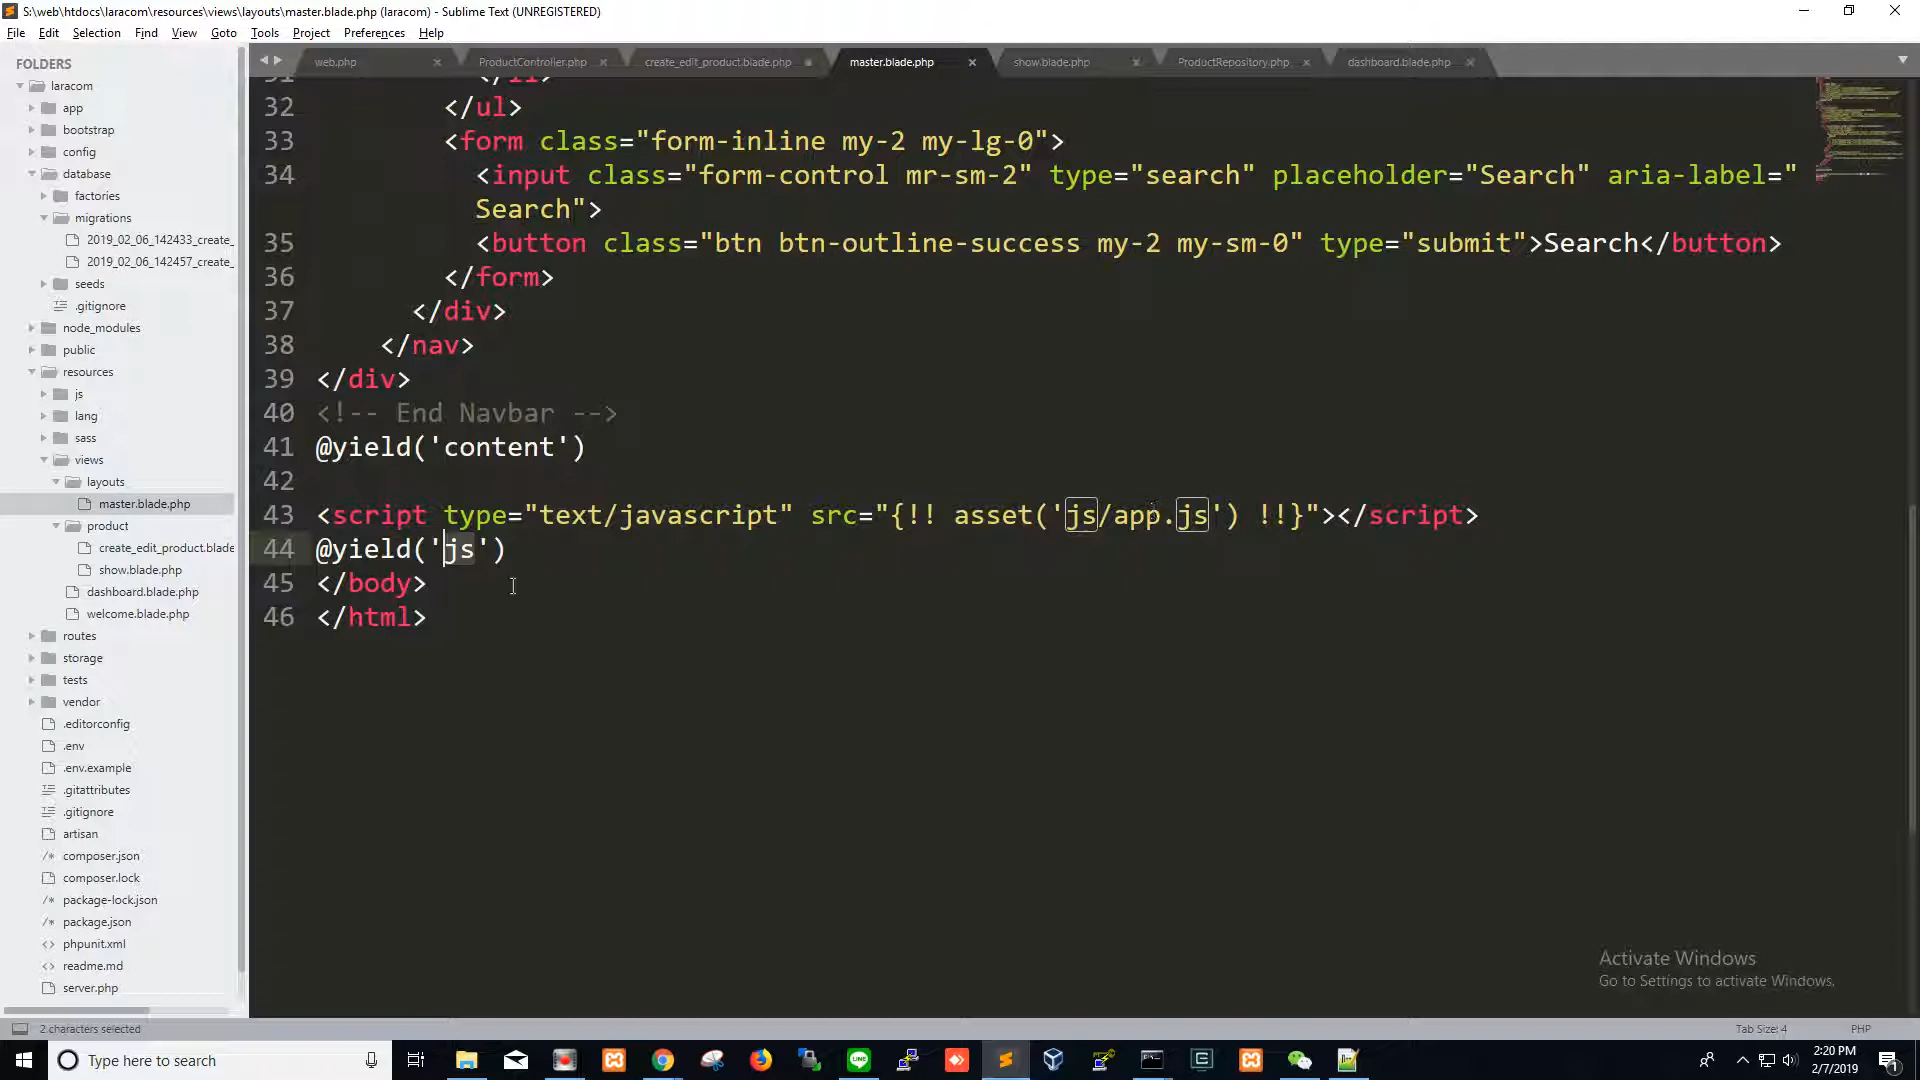 S:\web\htdocs\laracom\resources\views\layouts\master.blade.php (laracom) - Sublime Text (UNREGISTERED)
File Edit Selection Find View Goto Tools Project Preferences Help
FOLDERS
laracom
app
bootstrap
config
database
factories
migrations
2019_02_06_142433_create_
2019_02_06_142457_create_
seeds
.gitignore
node_modules
public
resources
js
lang
sass
views
layouts
master.blade.php
product
create_edit_product.blade
show.blade.php
dashboard.blade.php
welcome.blade.php
routes
storage
tests
vendor
.editorconfig
.env
.env.example
.gitattributes
.gitignore
artisan
composer.json
composer.lock
package-lock.json
package.json
phpunit.xml
readme.md
server.php
web.php ProductController.php create_edit_product.blade.php master.blade.php show.blade.php ProductRepository.php dashboard.blade.php
32 </ul>
33 <form class="form-inline my-2 my-lg-0">
34 <input class="form-control mr-sm-2" type="search" placeholder="Search" aria-label="
Search">
35 <button class="btn btn-outline-success my-2 my-sm-0" type="submit">Search</button>
36 </form>
37 </div>
38 </nav>
39 </div>
40 <!-- End Navbar -->
41 @yield('content')
42
43 <script type="text/javascript" src="{!! asset('js/app.js') !!}"></script>
44 @yield('js')
45 </body>
46 </html>
Activate Windows
Go to Settings to activate Windows.
2 characters selected
Tab Size: 4 PHP
Type here to search
2:20 PM
2/7/2019
1